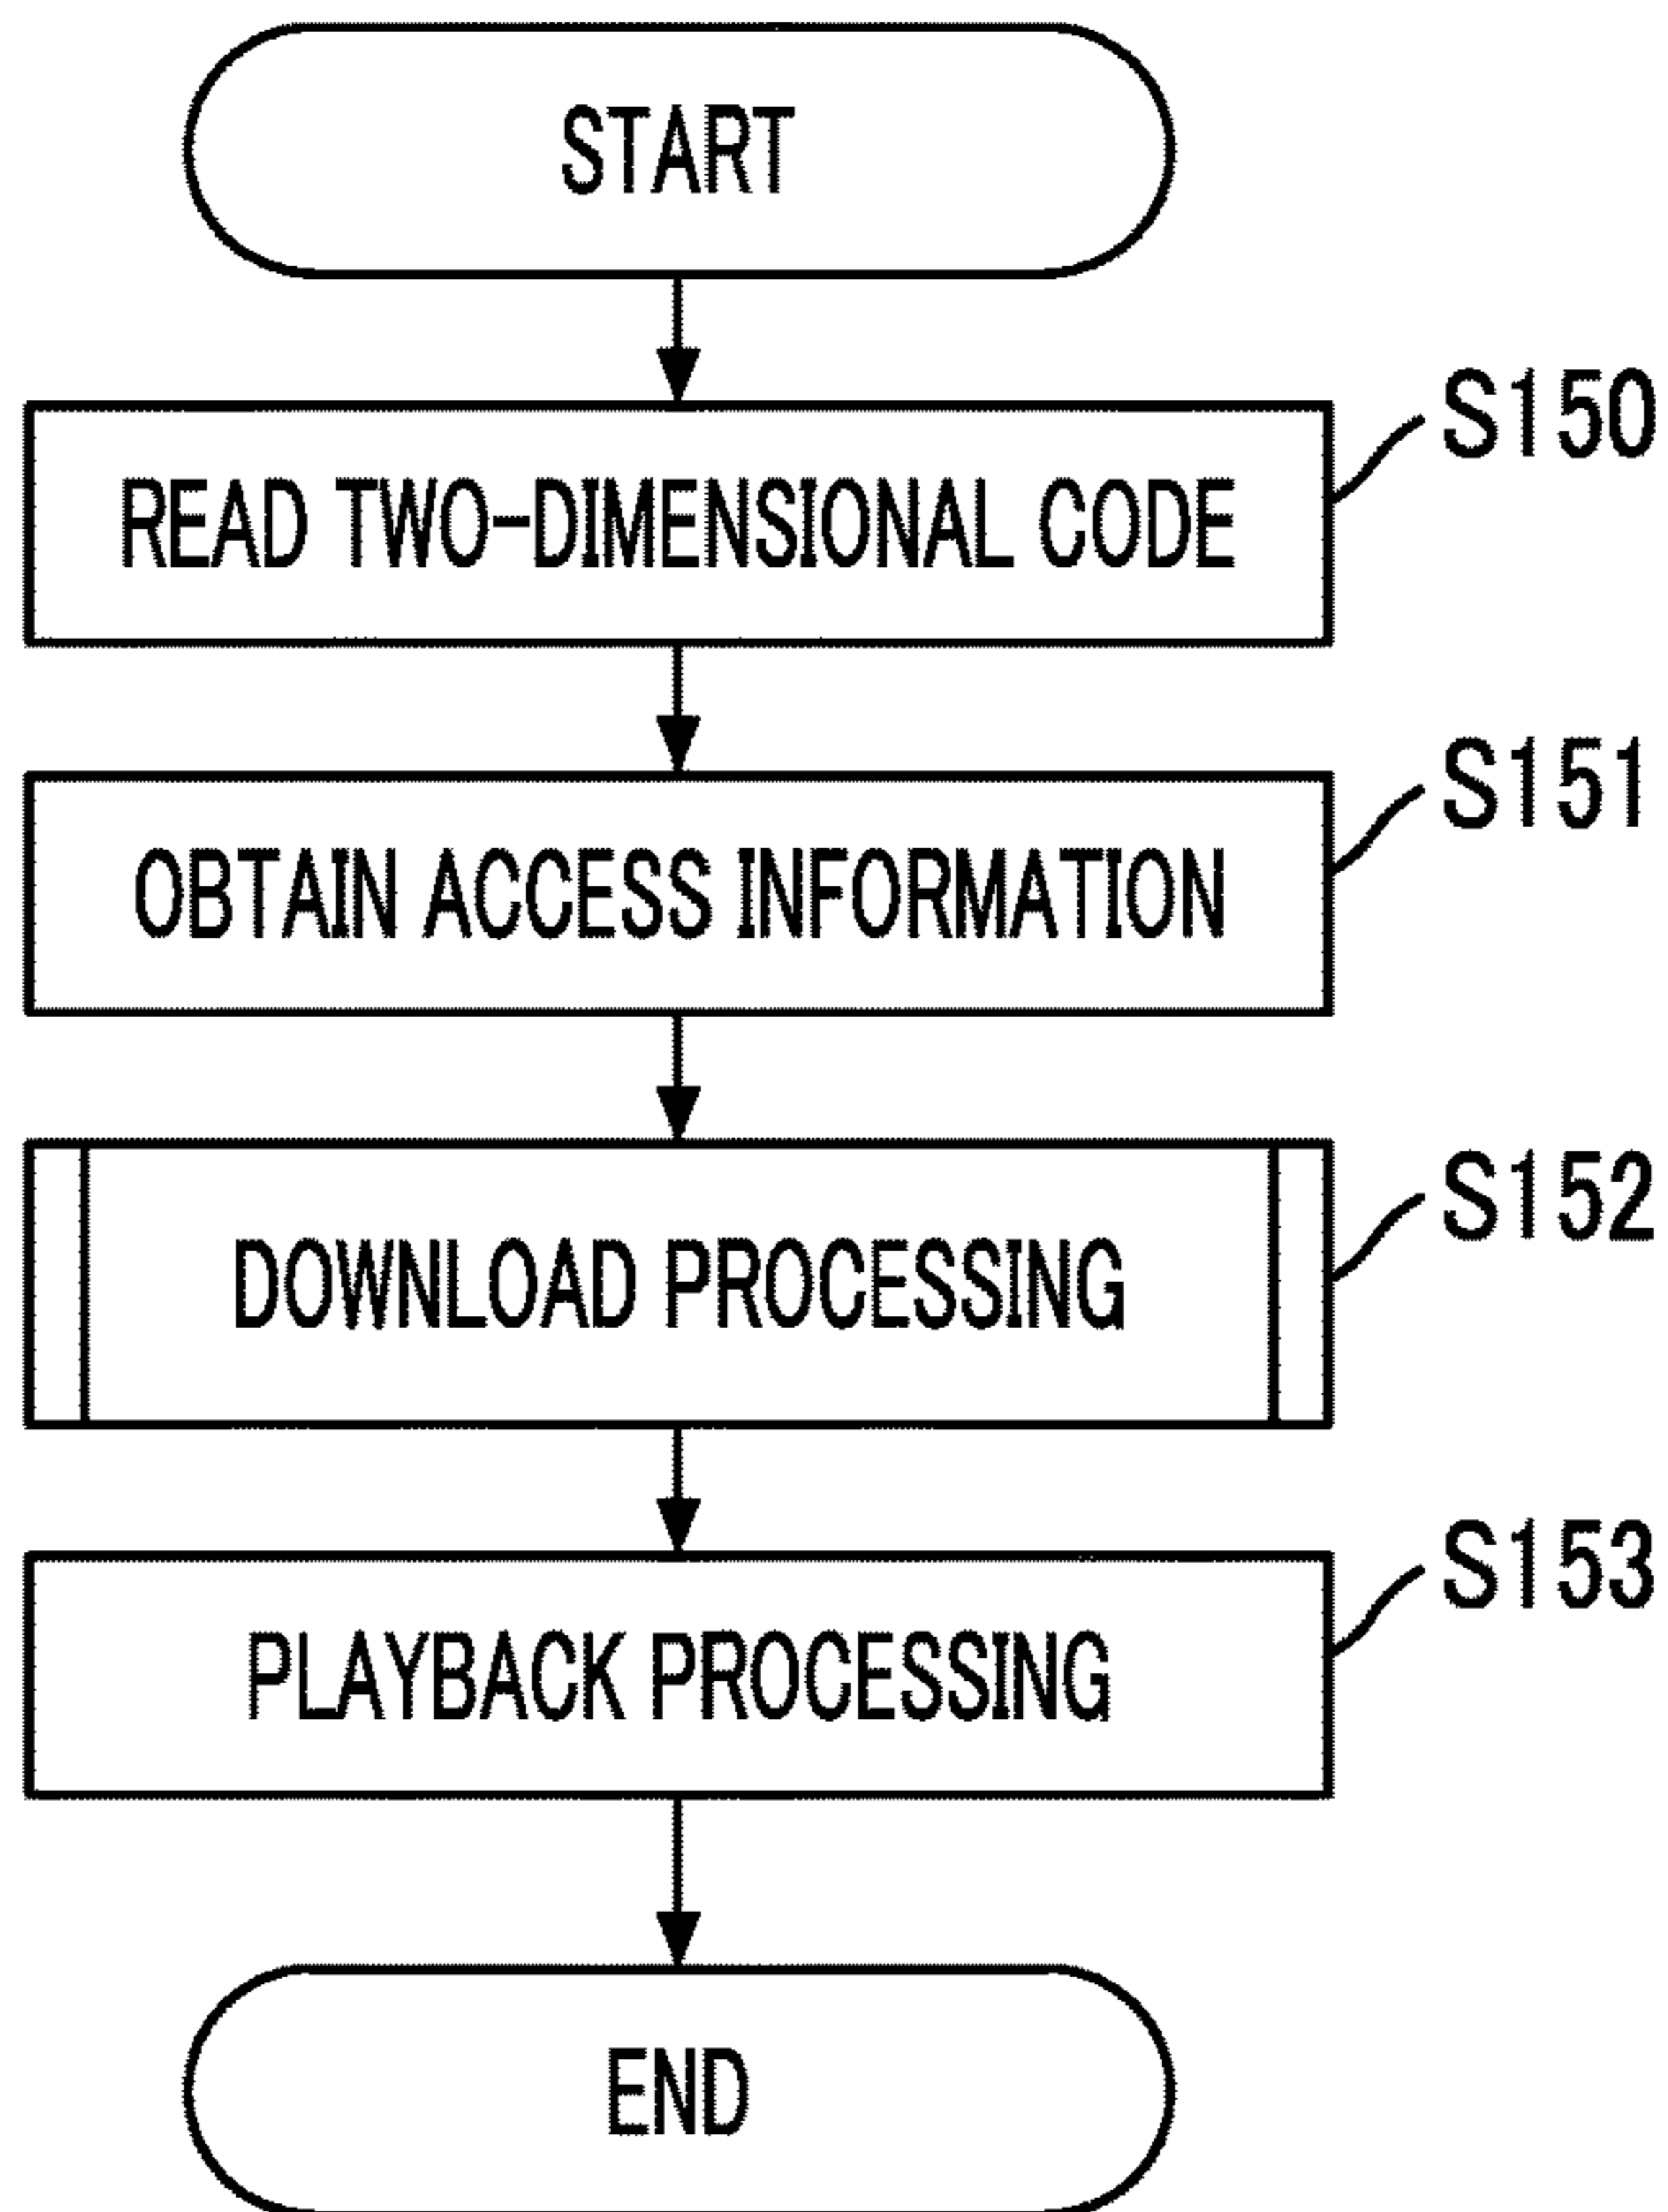 START
READ TWO-DIMENSIONAL CODE
S150
OBTAIN ACCESS INFORMATION
S151
DOWNLOAD PROCESSING
S152
PLAYBACK PROCESSING
S153
END